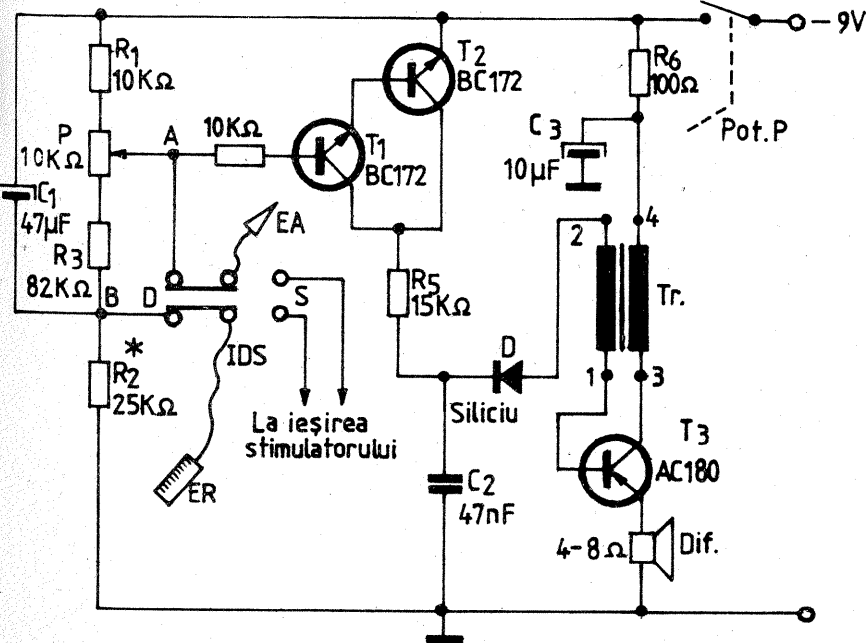 − 9V
R1
10KΩ
T2
BC172
R6
100Ω
Pot.P
P
10KΩ
A
10KΩ
T1
BC172
C3
10µF
C1
47µF
EA
2
4
R3
82KΩ
B
D
S
R5
15KΩ
Tr.
*
R2
25KΩ
IDS
D
1
3
La ieșirea
stimulatorului
Siliciu
T3
AC180
ER
C2
47nF
4-8Ω
Dif.